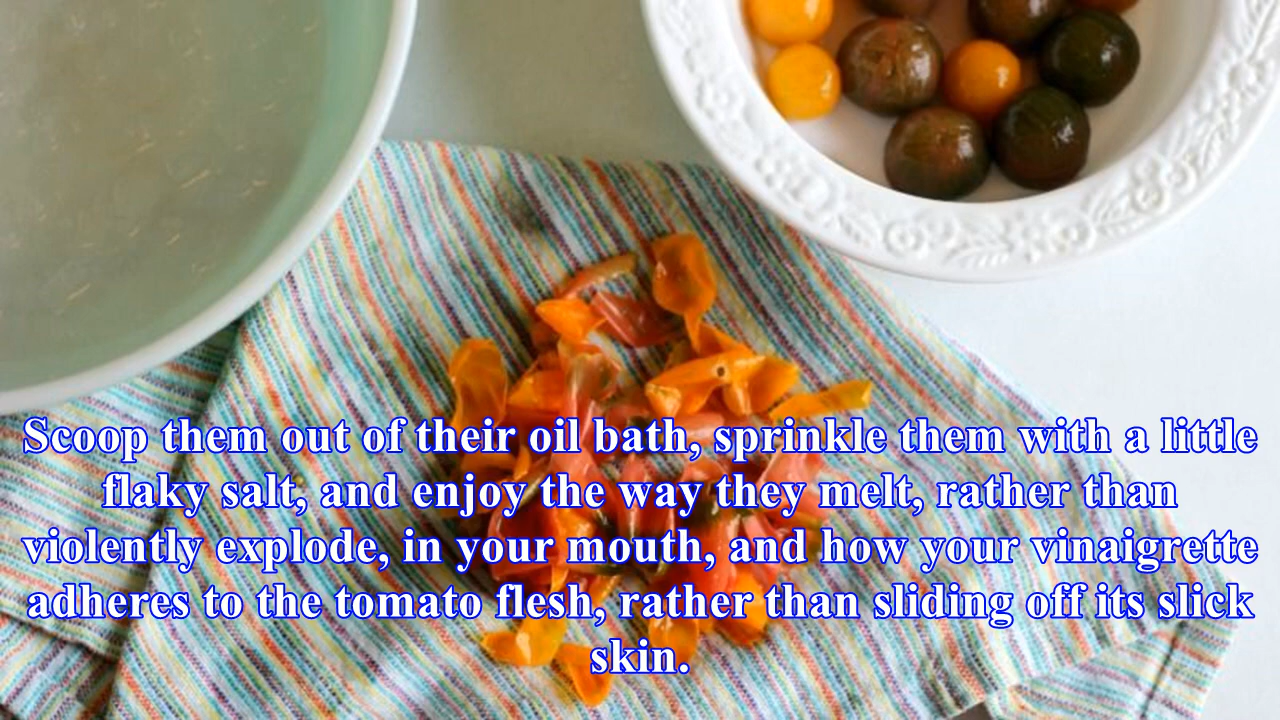 Scoop them out of their oil bath, sprinkle them with a little
flaky salt, and enjoy the way they melt, rather than
violently explode, in your mouth, and how your vinaigrette
adheres to the tomato flesh, rather than sliding off its slick
skin.